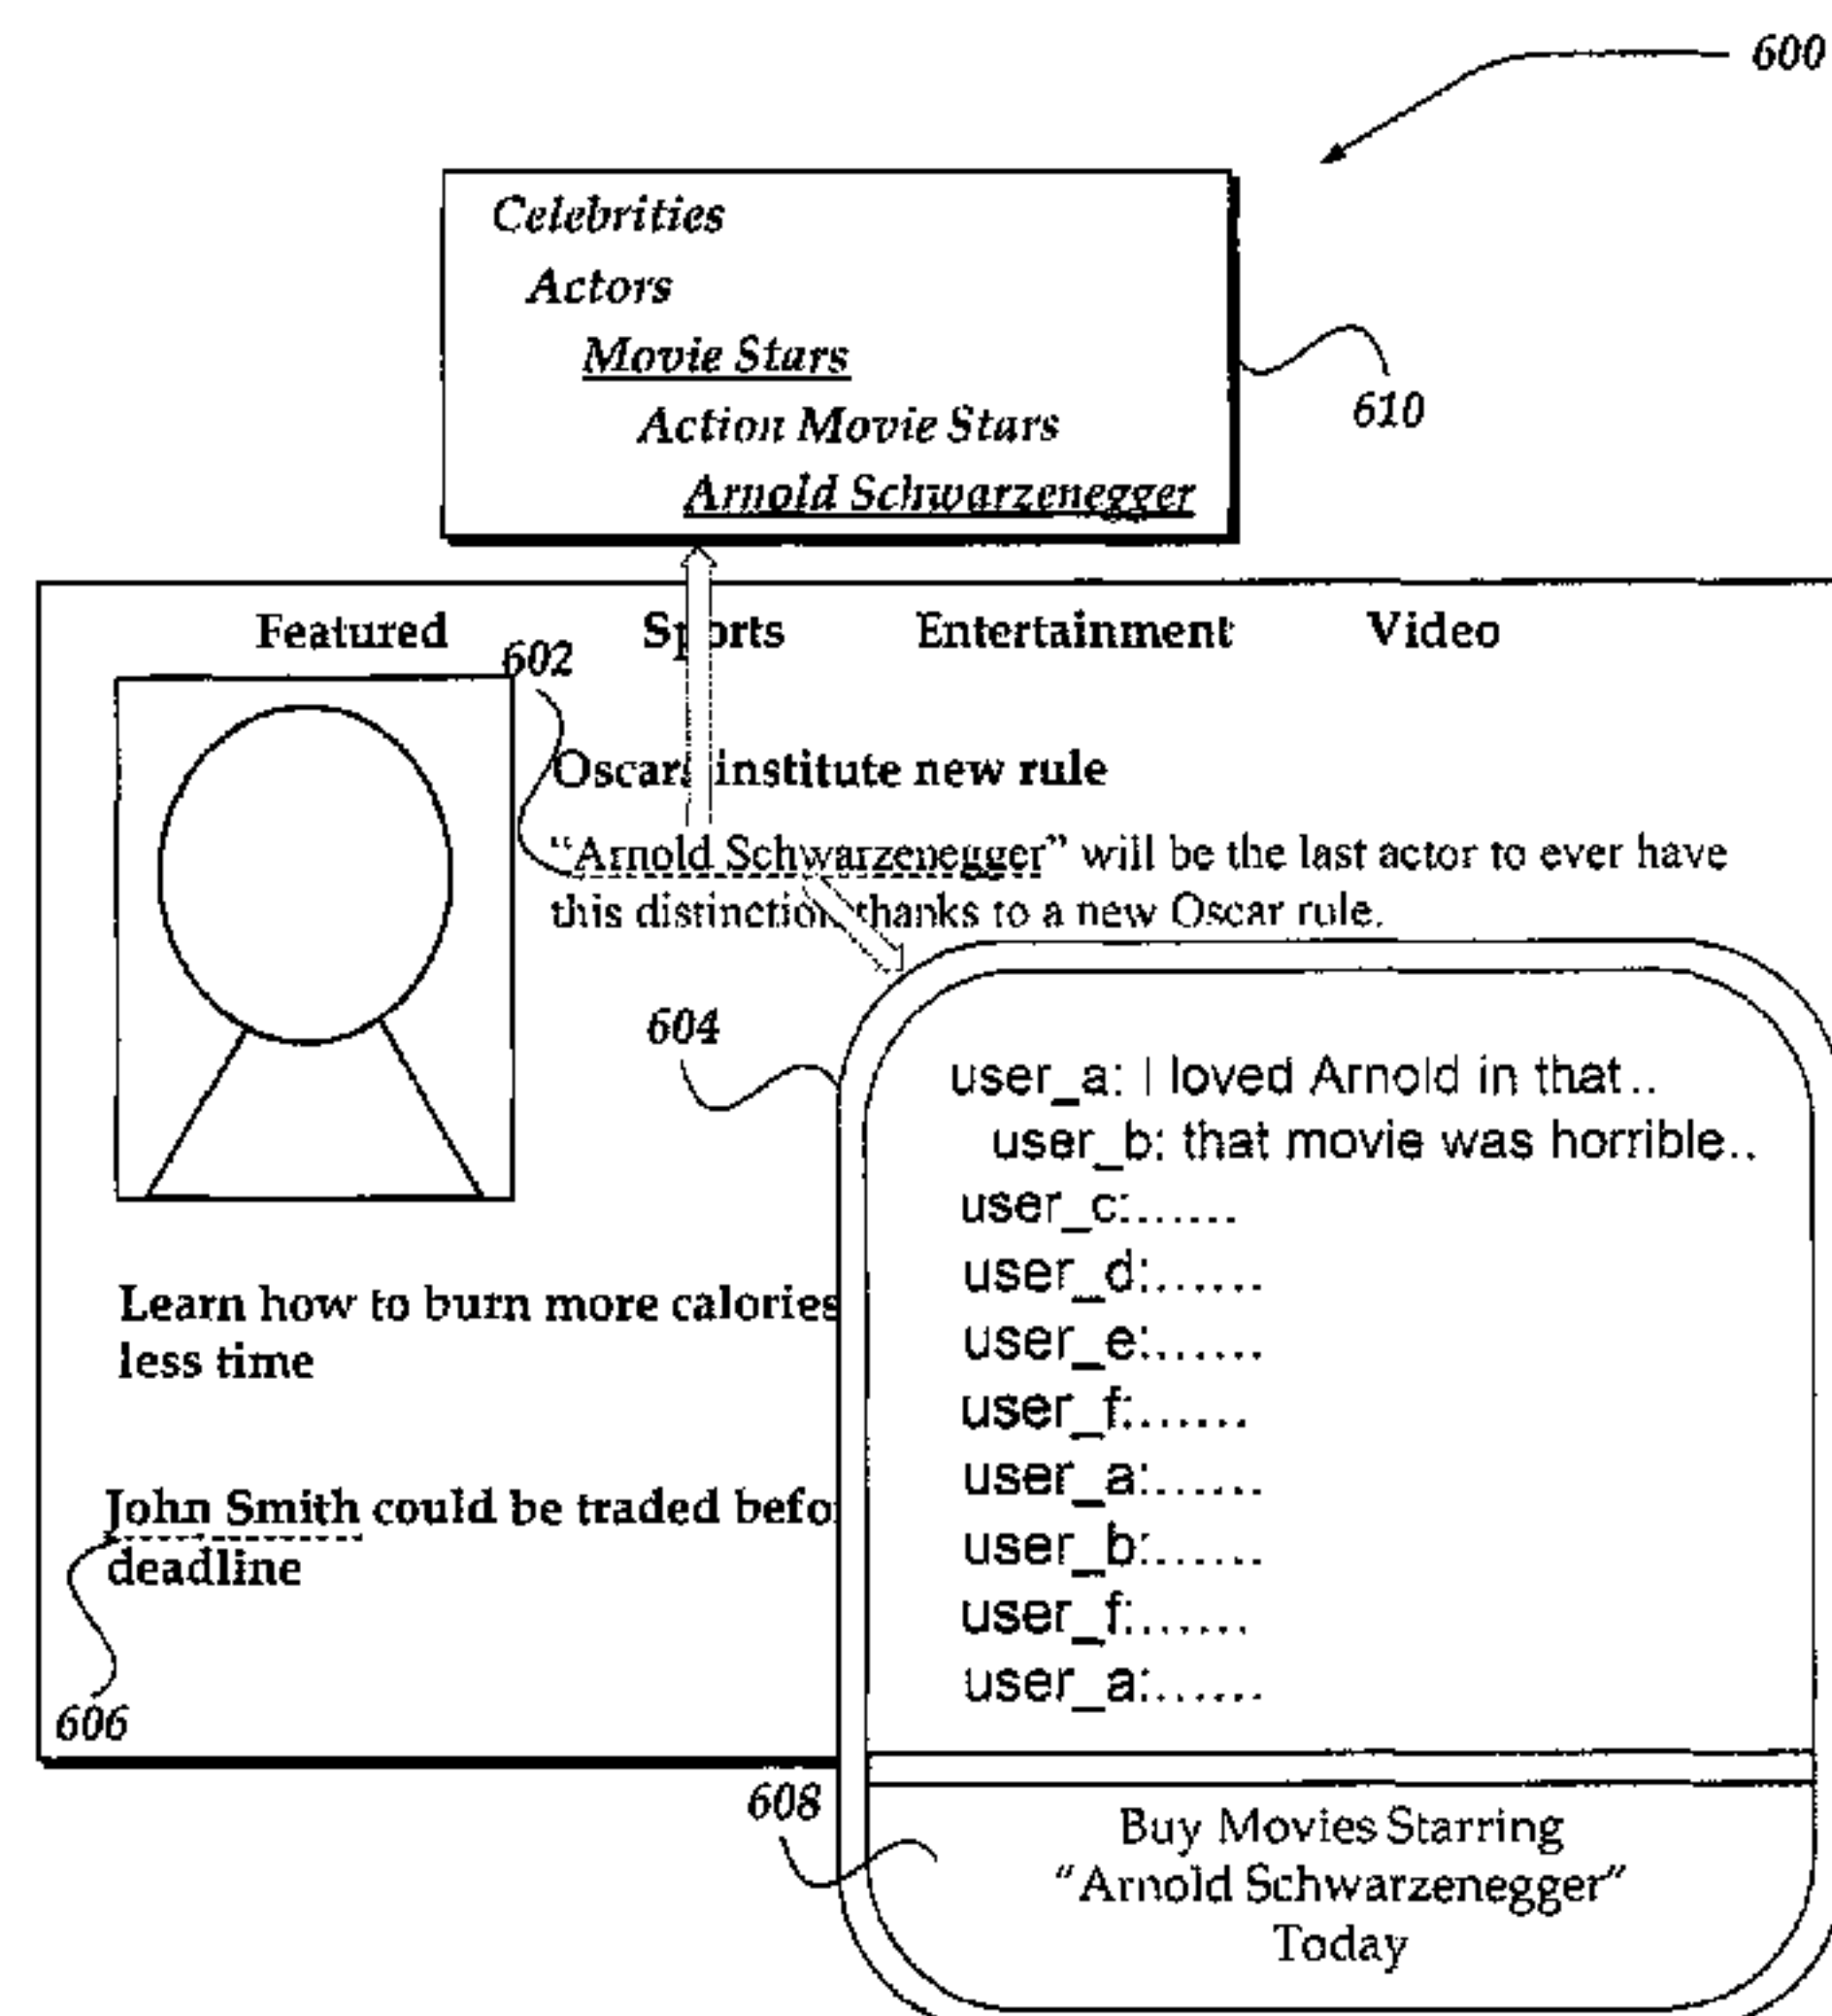 600
Celebrities
Actors
Movie Stars
Action Movie Stars
Arnold Schwarzenegger
610
Featured Sports Entertainment Video
602
Oscars institute new rule
“Arnold Schwarzenegger” will be the last actor to ever have
this distinction thanks to a new Oscar rule.
604
user_a: I loved Arnold in that..
user_b: that movie was horrible..
user_c:.......
user_d:......
user_e:......
user_f:.......
user_a:......
user_b:......
user_f:.......
user_a:......
Learn how to burn more calories
less time
John Smith could be traded befo
deadline
606
608
Buy Movies Starring
“Arnold Schwarzenegger”
Today